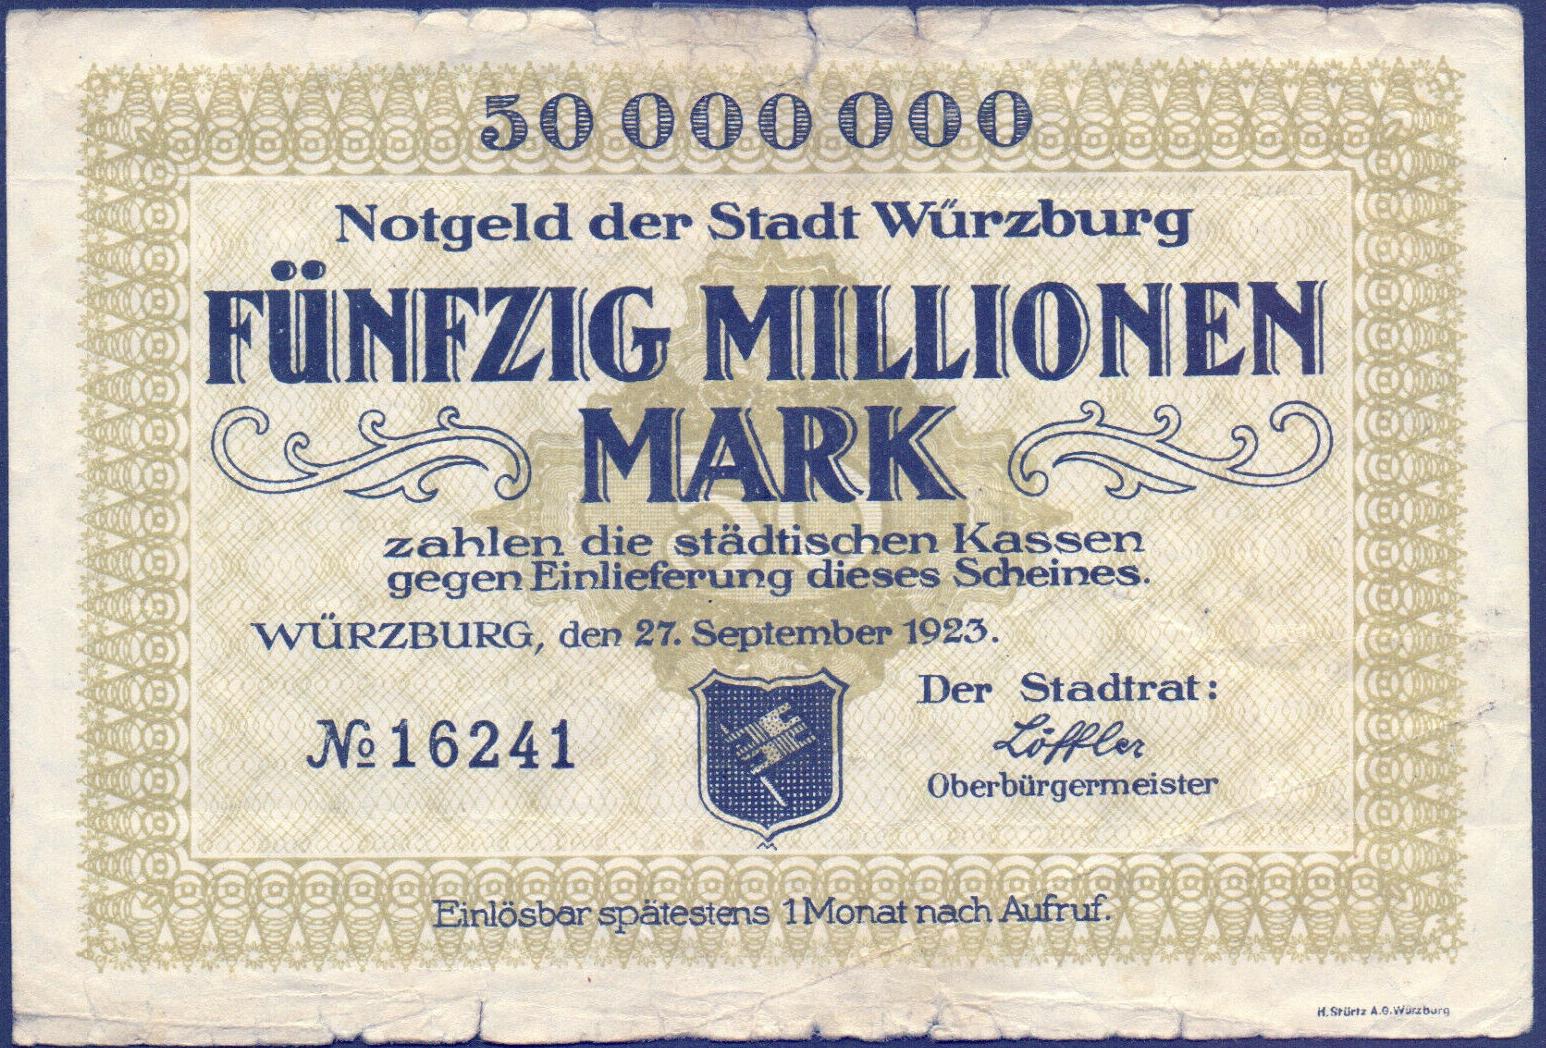 50 000 000
Notgeld der Stadt Würzburg
FÜNFZIG MILLIONEN
MARK
50
zahlen die städtischen Kassen
gegen Einlieferung dieses Scheines.
WÜRZBURG, den 27. September 1923.
Der Stadtrat:
Löffler
Oberbürgermeister
№ 16241
Einlösbar spätestens 1 Monat nach Aufruf.
H. Stürtz A.G. Würzburg